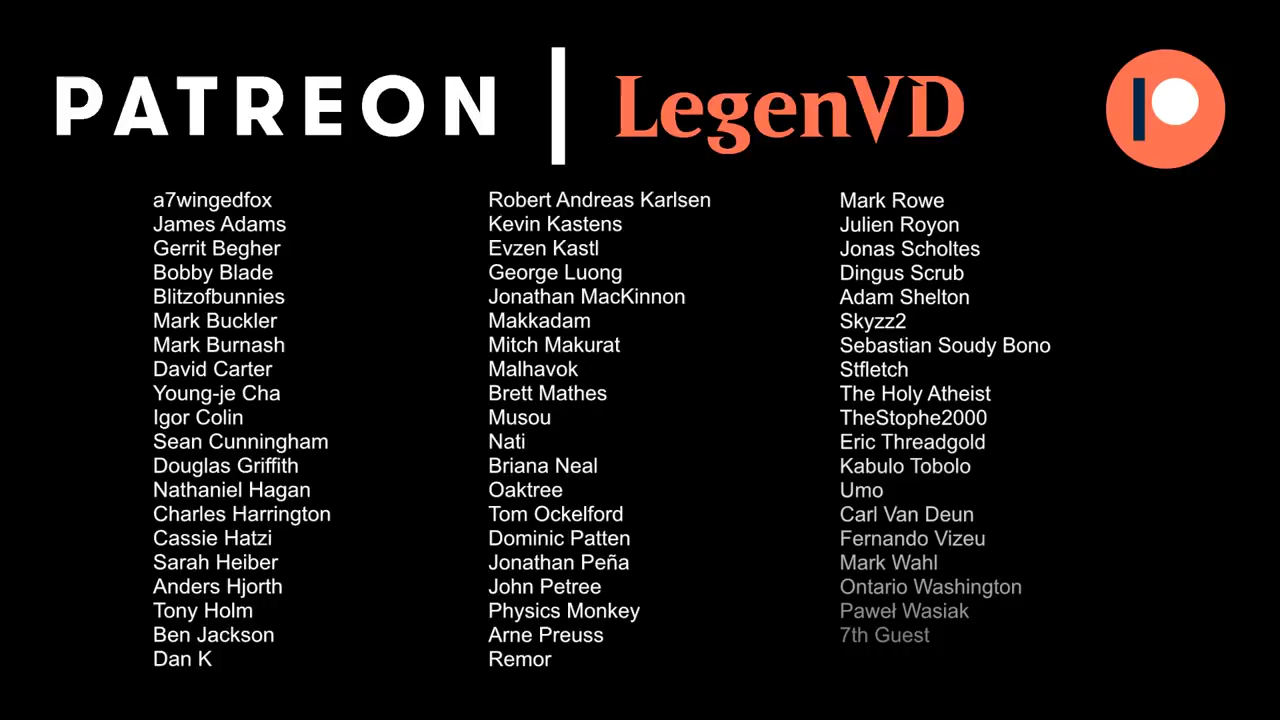 PATREON | LegenVD
a7wingedfox
James Adams
Gerrit Begher
Bobby Blade
Blitzofbunnies
Mark Buckler
Mark Burnash
David Carter
Young-je Cha
Igor Colin
Sean Cunningham
Douglas Griffith
Nathaniel Hagan
Charles Harrington
Cassie Hatzi
Sarah Heiber
Anders Hjorth
Tony Holm
Ben Jackson
Dan K
Robert Andreas Karlsen
Kevin Kastens
Evzen Kastl
George Luong
Jonathan MacKinnon
Makkadam
Mitch Makurat
Malhavok
Brett Mathes
Musou
Nati
Briana Neal
Oaktree
Tom Ockelford
Dominic Patten
Jonathan Peña
John Petree
Physics Monkey
Arne Preuss
Remor
Mark Rowe
Julien Royon
Jonas Scholtes
Dingus Scrub
Adam Shelton
Skyzz2
Sebastian Soudy Bono
Stfletch
The Holy Atheist
TheStophe2000
Eric Threadgold
Kabulo Tobolo
Umo
Carl Van Deun
Fernando Vizeu
Mark Wahl
Ontario Washington
Paweł Wasiak
7th Guest